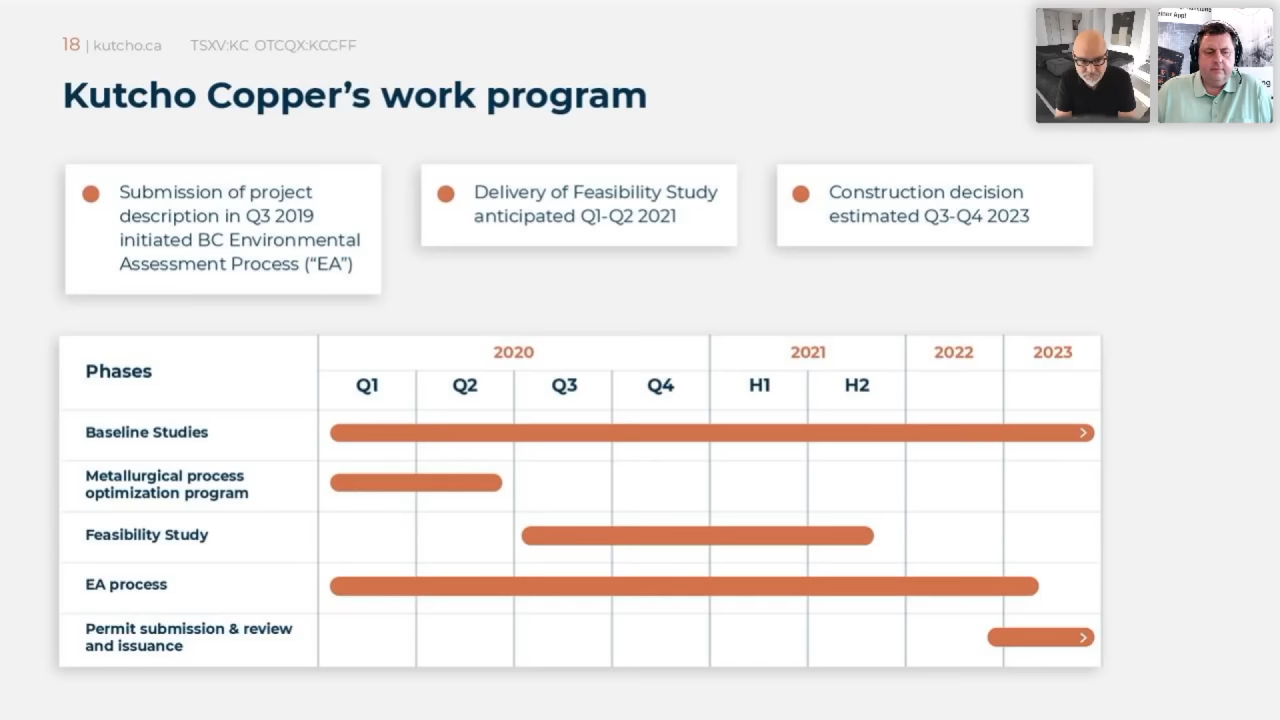 18 | kutcho.ca TSXV:KC OTCQX:KCCFF
Kutcho Copper's work program
Submission of project
description in Q3 2019
initiated BC Environmental
Assessment Process (“EA”)
Delivery of Feasibility Study
anticipated Q1-Q2 2021
Construction decision
estimated Q3-Q4 2023
Phases
2020
2021
2022
2023
Q1
Q2
Q3
Q4
H1
H2
Baseline Studies
Metallurgical process
optimization program
Feasibility Study
EA process
Permit submission & review
and issuance